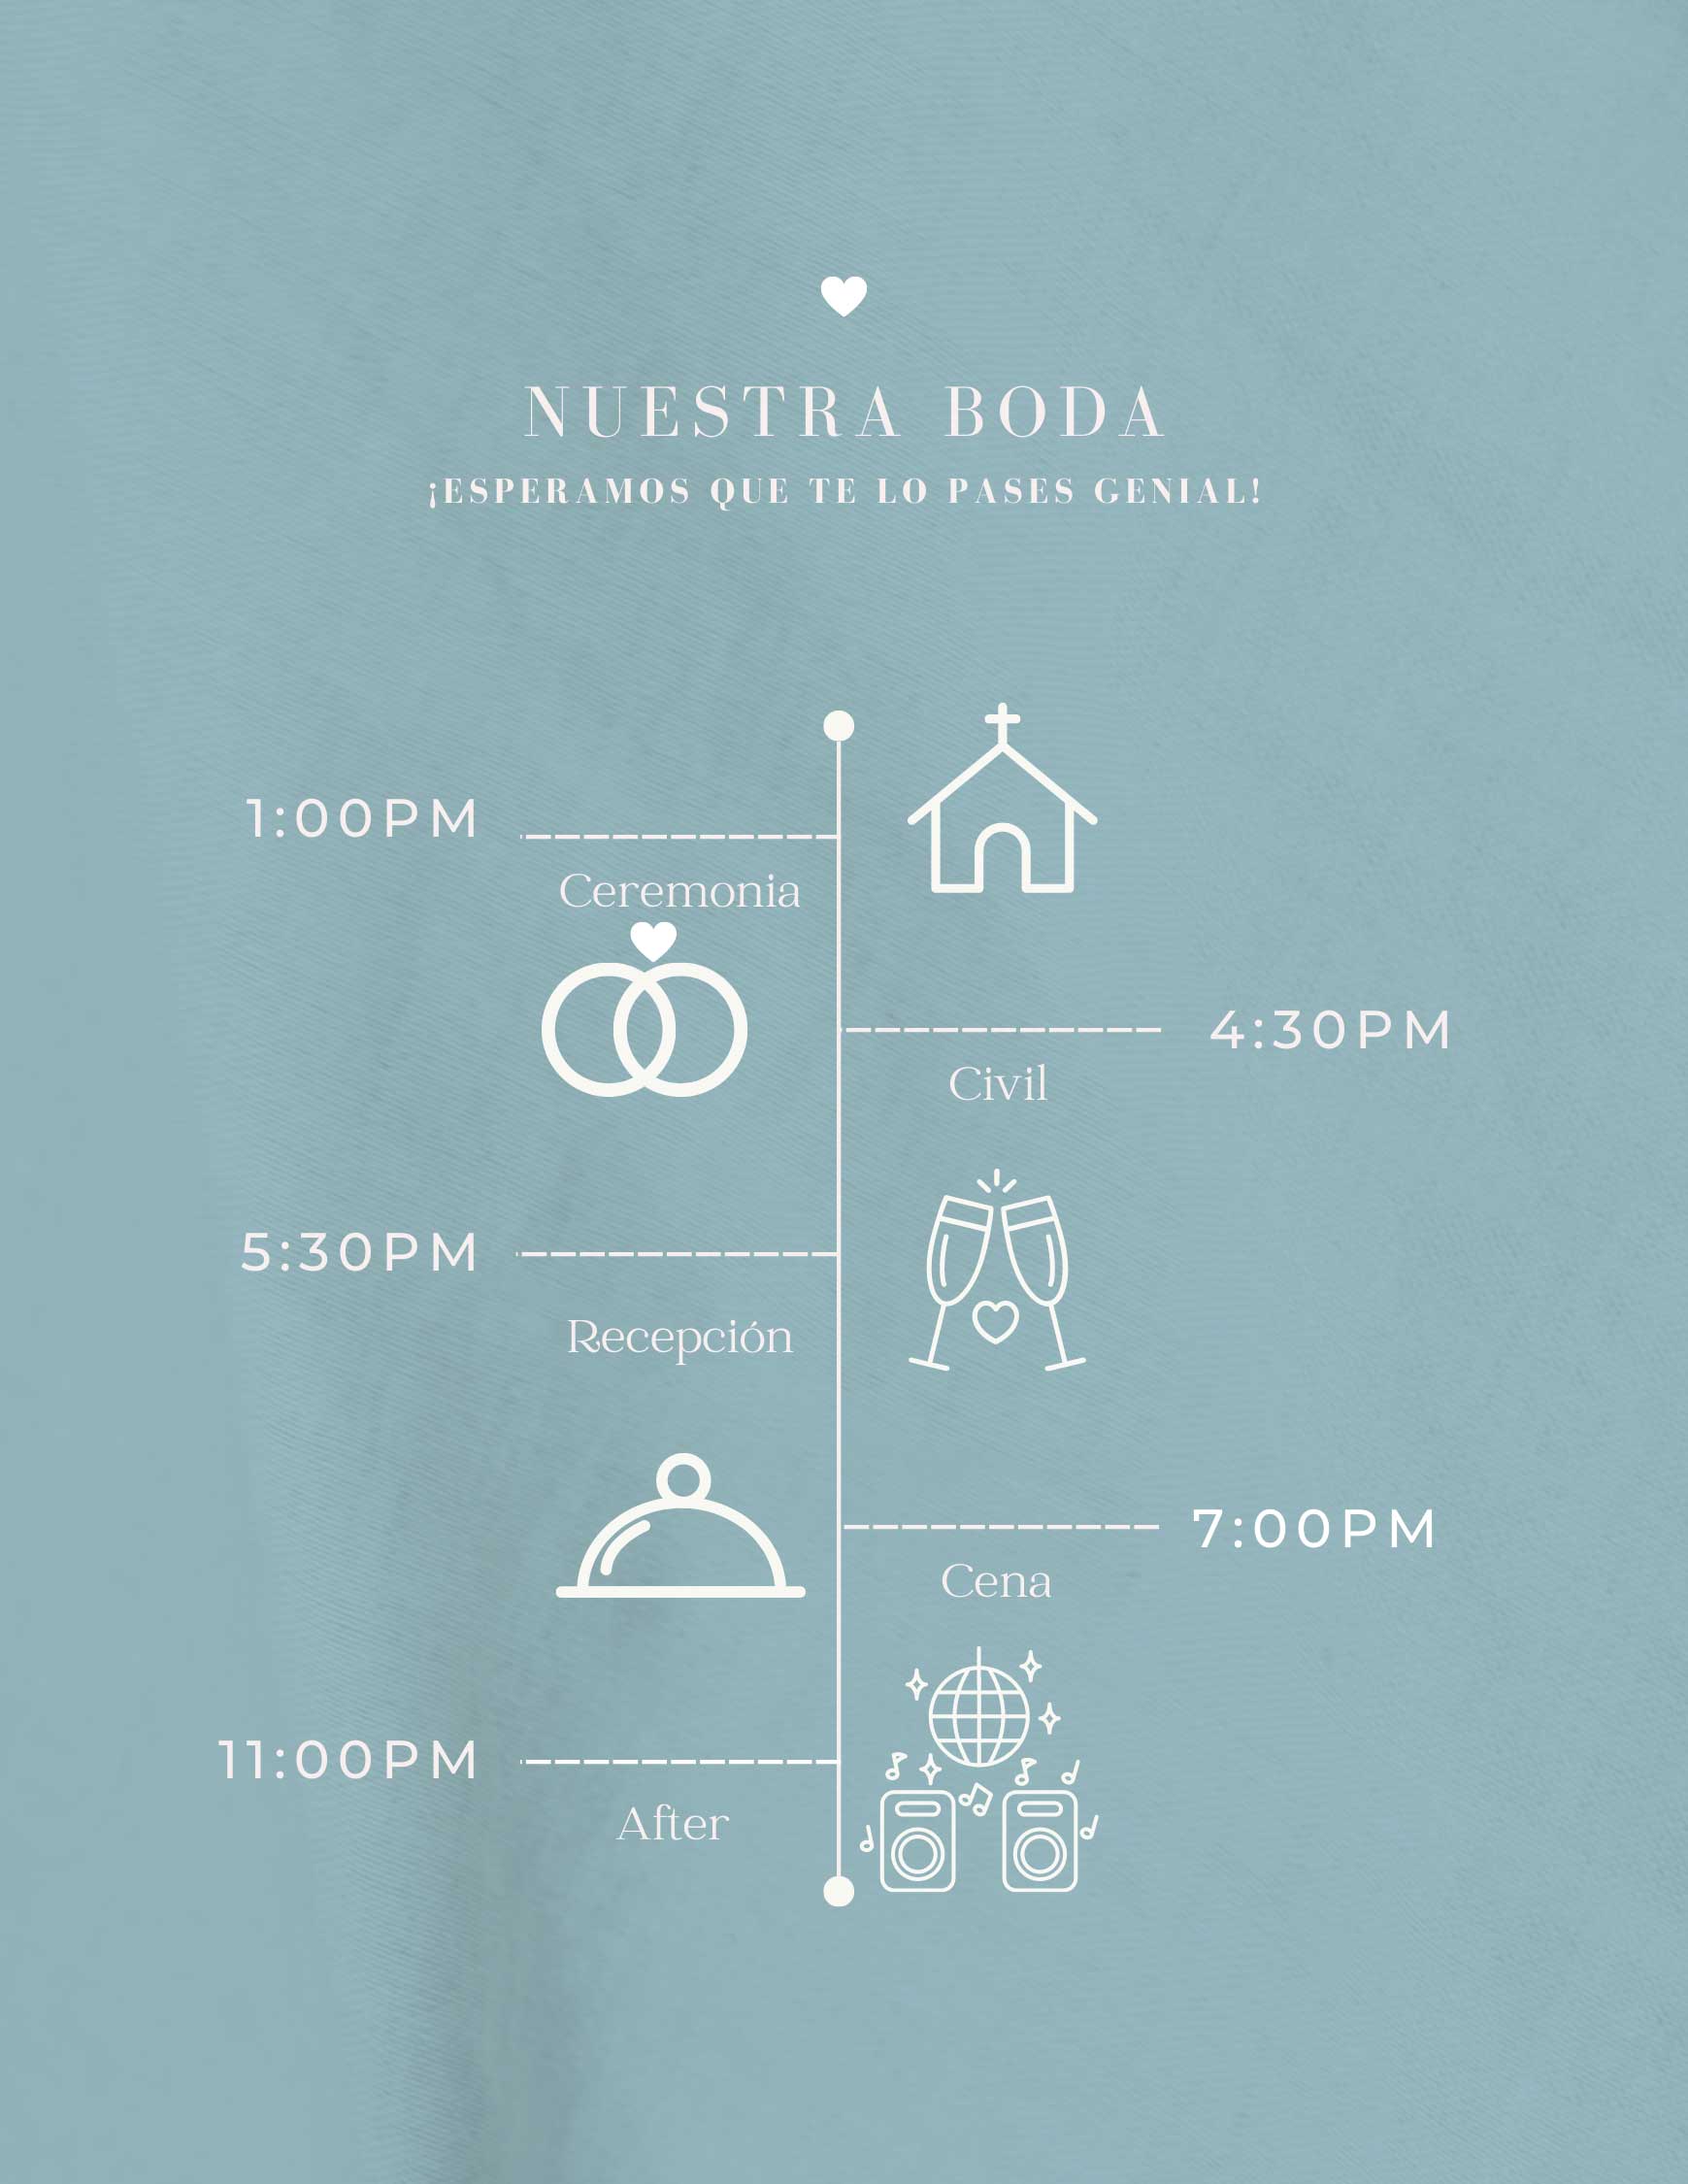 NUESTRA BODA
¡ESPERAMOS QUE TE LO PASES GENIAL!
1:00PM
Ceremonia
4:30PM
Civil
5:30PM
Recepción
7:00PM
Cena
11:00PM
After